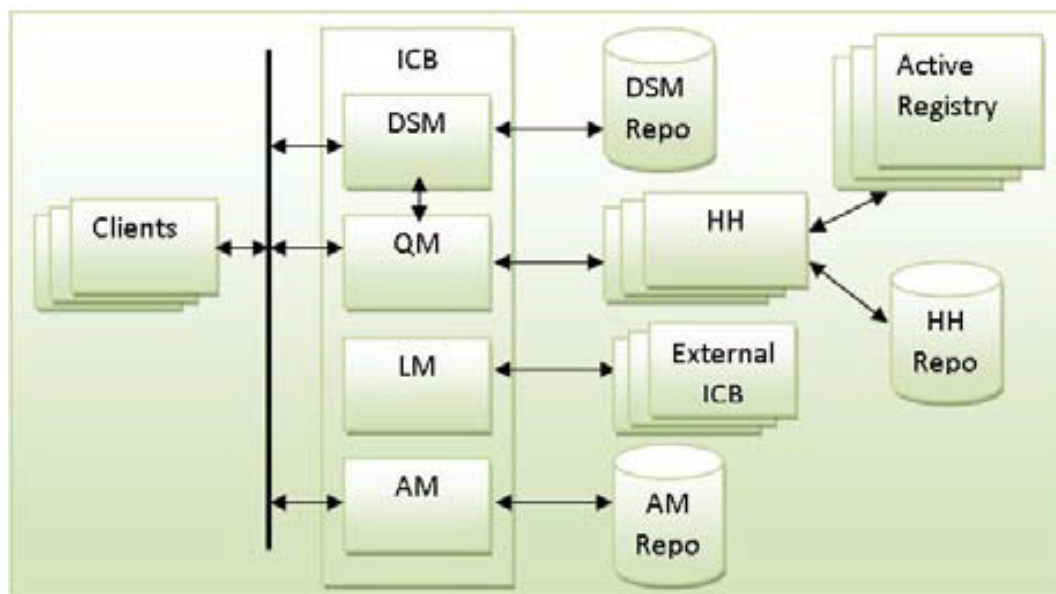 ICB
DSM
DSM
Repo
Active
Registry
Clients
QM
HH
HH
Repo
LM
External
ICB
AM
AM
Repo